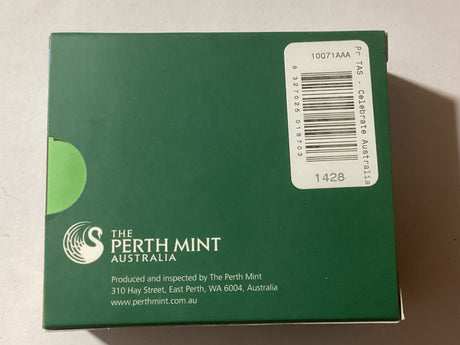 10Q71AAA
Pr TAS - Celebrate Australia
9 327026 019703
1428
THE
PERTH MINT
AUSTRALIA
Produced and inspected by The Perth Mint
310 Hay Street, East Perth, WA 6004, Australia
www.perthmint.com.au